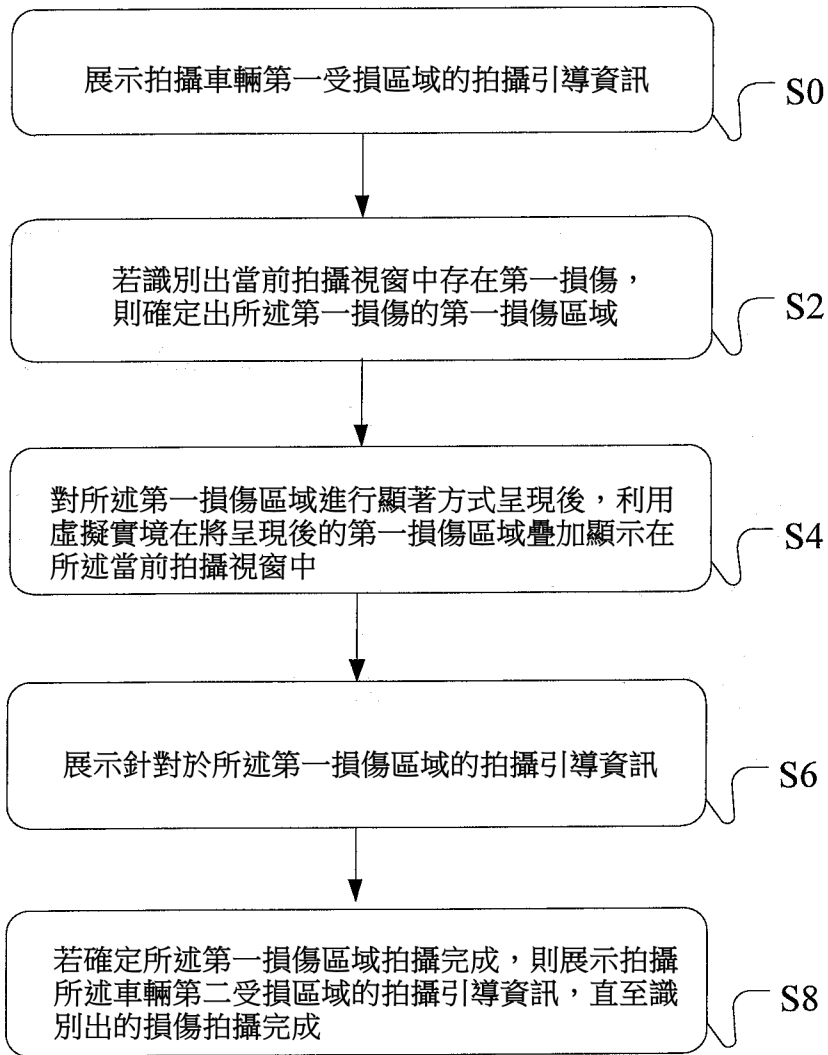 展示拍攝車輛第一受損區域的拍攝引導資訊
S0
若識別出當前拍攝視窗中存在第一損傷，
則確定出所述第一損傷的第一損傷區域
S2
對所述第一損傷區域進行顯著方式呈現後，利用
虛擬實境在將呈現後的第一損傷區域疊加顯示在
所述當前拍攝視窗中
S4
展示針對於所述第一損傷區域的拍攝引導資訊
S6
若確定所述第一損傷區域拍攝完成，則展示拍攝
所述車輛第二受損區域的拍攝引導資訊，直至識
別出的損傷拍攝完成
S8